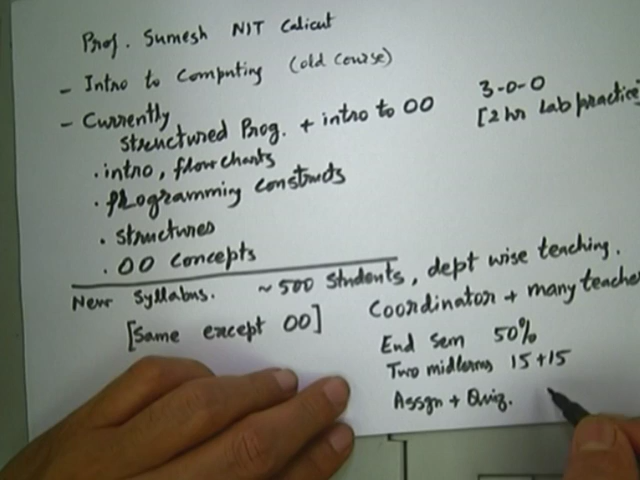 Prof. Sumesh NIT Calicut
- Intro to Computing (old course)
- Currently
Structured Prog. + intro to OO
3-0-0
[2 hr Lab practice
. intro, flowcharts
. programming constructs
. structures
. OO Concepts
New Syllabus. ~ 500 Students, dept wise teaching.
[Same except OO]
Coordinator + many teache
End Sem 50%
Two midterms 15+15
Assgn + Quiz.